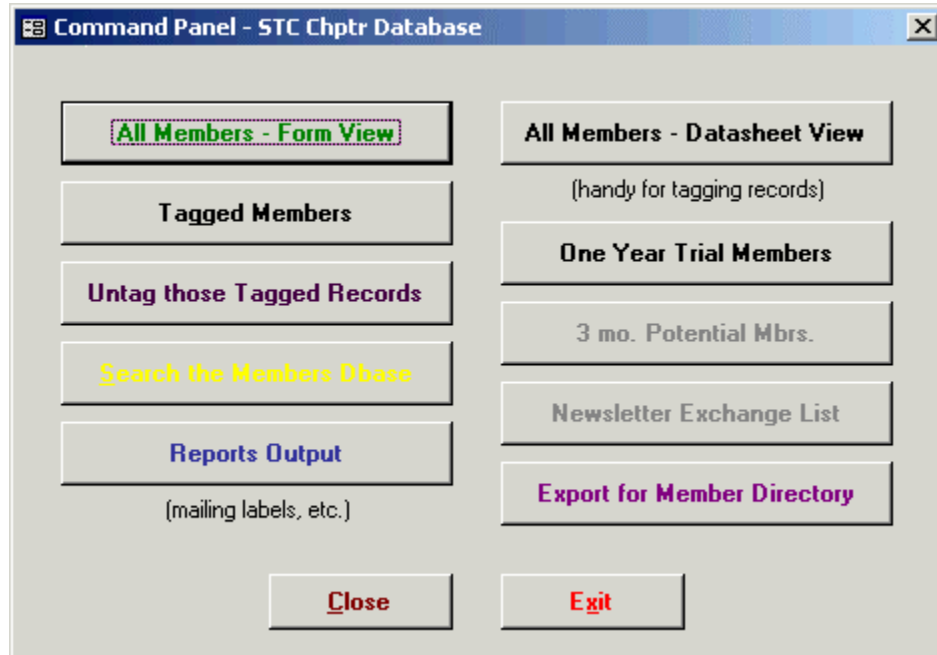 Command Panel - STC Chptr Database
All Members - Form View
Tagged Members
Untag those Tagged Records
Search the Members Dbase
Reports Output
(mailing labels, etc.)
All Members - Datasheet View
(handy for tagging records)
One Year Trial Members
3 mo. Potential Mbrs.
Newsletter Exchange List
Export for Member Directory
Close
Exit